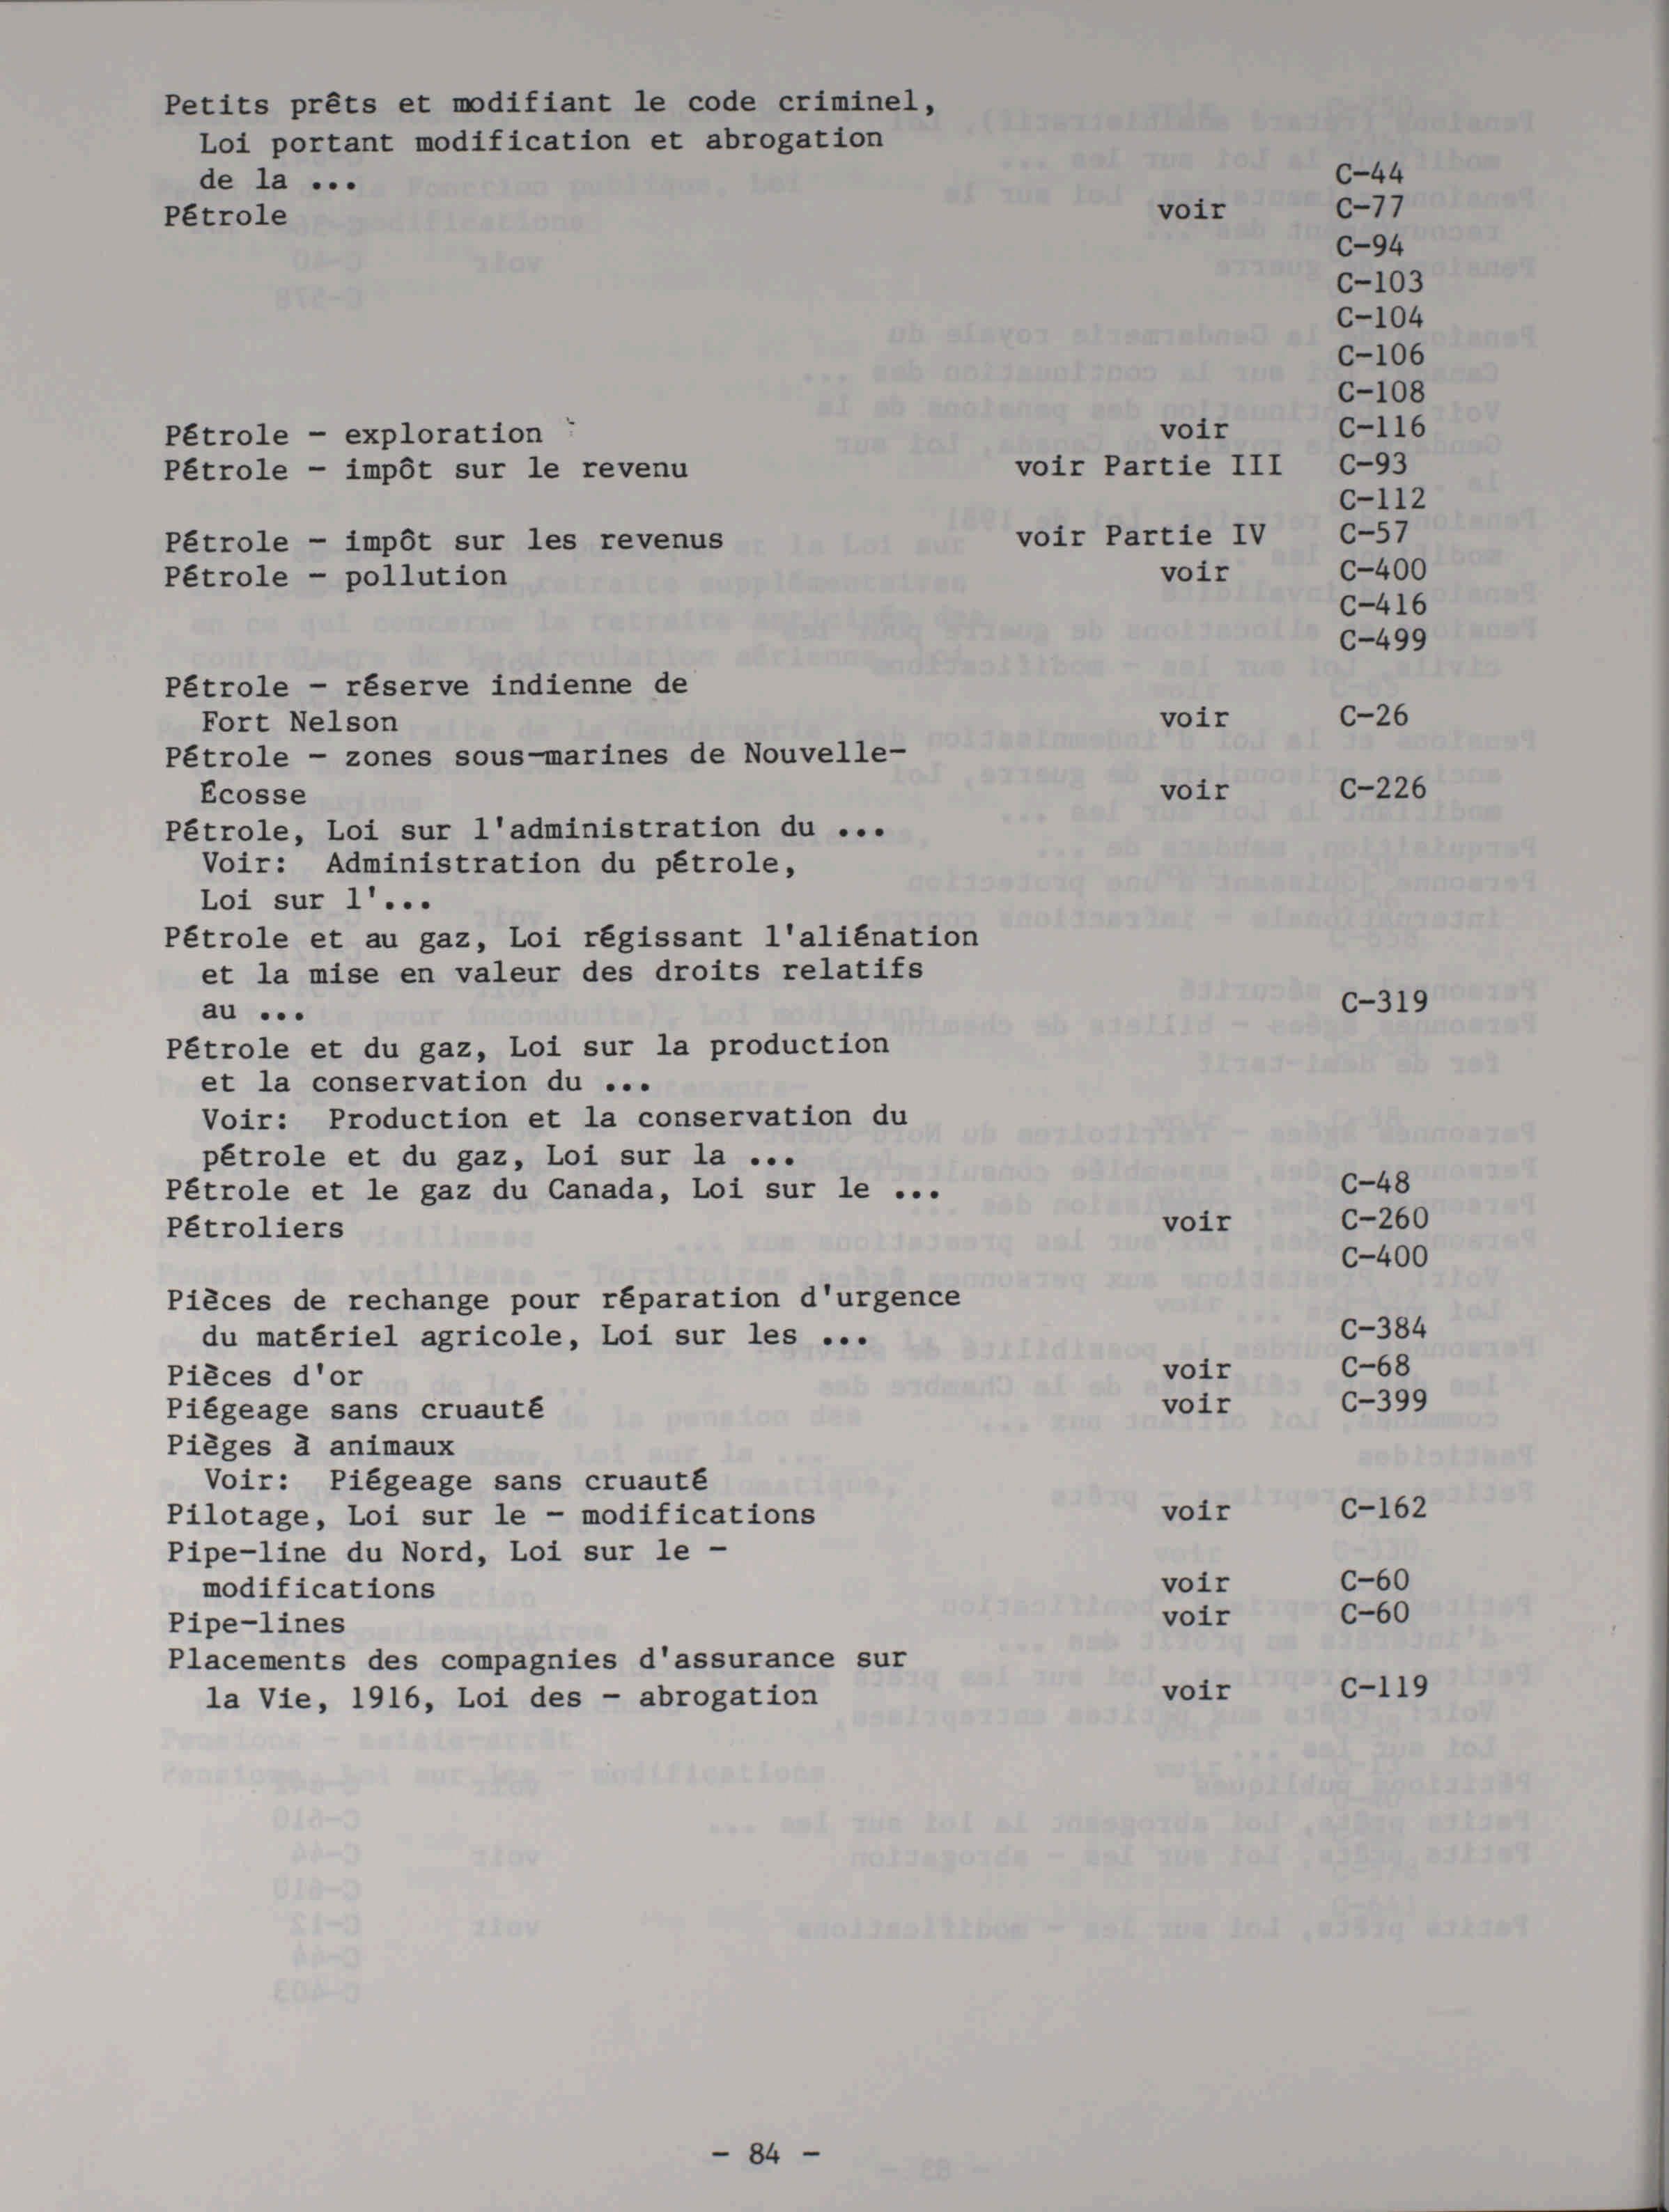 Petits prêts et modifiant le code criminel,
Loi portant modification et abrogation
de la ... C-44
Pétrole voir C-77
C-94
C-103
C-104
C-106
C-108
Pétrole - exploration voir C-116
Pétrole - impôt sur le revenu voir Partie III C-93
C-112
Pétrole - impôt sur les revenus voir Partie IV C-57
Pétrole - pollution voir C-400
C-416
C-499
Pétrole - réserve indienne de
Fort Nelson voir C-26
Pétrole - zones sous-marines de Nouvelle-
Ecosse voir C-226
Pétrole, Loi sur l'administration du ...
Voir: Administration du pétrole,
Loi sur l'...
Pétrole et au gaz, Loi régissant l'aliénation
et la mise en valeur des droits relatifs
au ... C-319
Pétrole et du gaz, Loi sur la production
et la conservation du ...
Voir: Production et la conservation du
pétrole et du gaz, Loi sur la ...
Pétrole et le gaz du Canada, Loi sur le ... C-48
Pétroliers voir C-260
C-400
Pièces de rechange pour réparation d'urgence
du matériel agricole, Loi sur les ... C-384
Pièces d'or voir C-68
Piégeage sans cruauté voir C-399
Pièges à animaux
Voir: Piégeage sans cruauté
Pilotage, Loi sur le - modifications voir C-162
Pipe-line du Nord, Loi sur le -
modifications voir C-60
Pipe-lines voir C-60
Placements des compagnies d'assurance sur
la Vie, 1916, Loi des - abrogation voir C-119
- 84 -